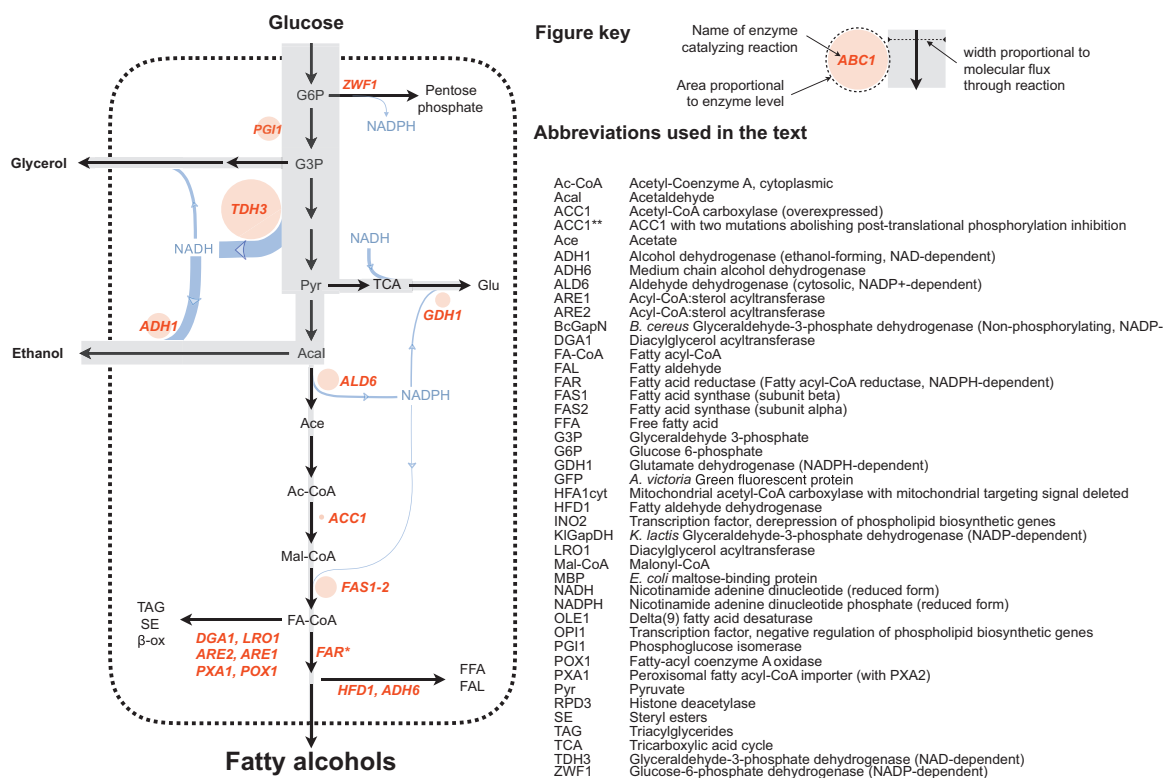 Glucose
ZWF1
G6P
Pentose
phosphate
NADPH
PGI1
Glycerol
G3P
TDH3
NADH
NADH
Pyr
TCA
Glu
GDH1
ADH1
Ethanol
Acal
ALD6
NADPH
Ace
Ac-CoA
ACC1
Mal-CoA
FAS1-2
TAG
SE
β-ox
FA-CoA
DGA1, LRO1
ARE2, ARE1
PXA1, POX1
FAR*
FFA
FAL
HFD1, ADH6
Fatty alcohols
Figure key
Name of enzyme
catalyzing reaction
ABC1
Area proportional
to enzyme level
width proportional to
molecular flux
through reaction
Abbreviations used in the text
Ac-CoA Acetyl-Coenzyme A, cytoplasmic
Acal Acetaldehyde
ACC1 Acetyl-CoA carboxylase (overexpressed)
ACC1** ACC1 with two mutations abolishing post-translational phosphorylation inhibition
Ace Acetate
ADH1 Alcohol dehydrogenase (ethanol-forming, NAD-dependent)
ADH6 Medium chain alcohol dehydrogenase
ALD6 Aldehyde dehydrogenase (cytosolic, NADP+-dependent)
ARE1 Acyl-CoA:sterol acyltransferase
ARE2 Acyl-CoA:sterol acyltransferase
BcGapN B. cereus Glyceraldehyde-3-phosphate dehydrogenase (Non-phosphorylating, NADP-
DGA1 Diacylglycerol acyltransferase
FA-CoA Fatty acyl-CoA
FAL Fatty aldehyde
FAR Fatty acid reductase (Fatty acyl-CoA reductase, NADPH-dependent)
FAS1 Fatty acid synthase (subunit beta)
FAS2 Fatty acid synthase (subunit alpha)
FFA Free fatty acid
G3P Glyceraldehyde 3-phosphate
G6P Glucose 6-phosphate
GDH1 Glutamate dehydrogenase (NADPH-dependent)
GFP A. victoria Green fluorescent protein
HFA1cyt Mitochondrial acetyl-CoA carboxylase with mitochondrial targeting signal deleted
HFD1 Fatty aldehyde dehydrogenase
INO2 Transcription factor, derepression of phospholipid biosynthetic genes
KlGapDH K. lactis Glyceraldehyde-3-phosphate dehydrogenase (NADP-dependent)
LRO1 Diacylglycerol acyltransferase
Mal-CoA Malonyl-CoA
MBP E. coli maltose-binding protein
NADH Nicotinamide adenine dinucleotide (reduced form)
NADPH Nicotinamide adenine dinucleotide phosphate (reduced form)
OLE1 Delta(9) fatty acid desaturase
OPI1 Transcription factor, negative regulation of phospholipid biosynthetic genes
PGI1 Phosphoglucose isomerase
POX1 Fatty-acyl coenzyme A oxidase
PXA1 Peroxisomal fatty acyl-CoA importer (with PXA2)
Pyr Pyruvate
RPD3 Histone deacetylase
SE Steryl esters
TAG Triacylglycerides
TCA Tricarboxylic acid cycle
TDH3 Glyceraldehyde-3-phosphate dehydrogenase (NAD-dependent)
ZWF1 Glucose-6-phosphate dehydrogenase (NADP-dependent)